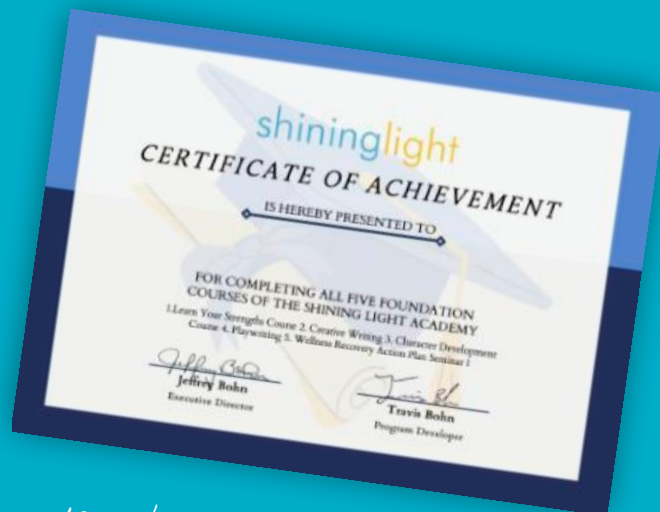 shininglight
CERTIFICATE OF ACHIEVEMENT
IS HEREBY PRESENTED TO
FOR COMPLETING ALL FIVE FOUNDATION
COURSES OF THE SHINING LIGHT ACADEMY
1.Learn Your Strengths Course 2. Creative Writing 3. Character Development
Course 4. Playwriting 5. Wellness Recovery Action Plan Seminar 1
Jeffrey Bohn
Executive Director
Travis Bohn
Program Developer